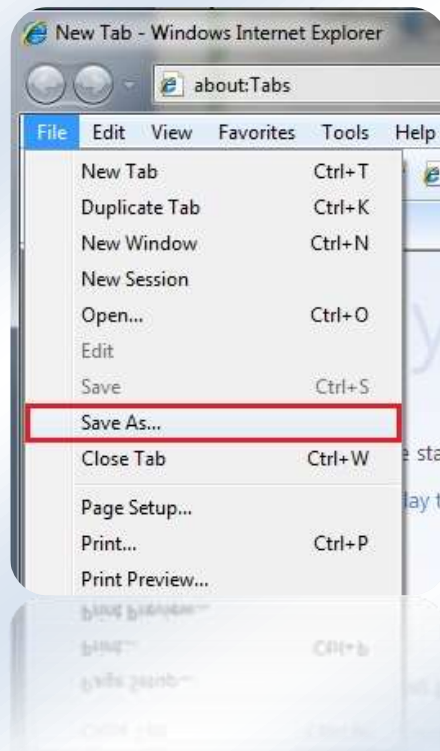 New Tab - Windows Internet Explorer
about:Tabs
File Edit View Favorites Tools Help
New Tab Ctrl+T
Duplicate Tab Ctrl+K
New Window Ctrl+N
New Session
Open... Ctrl+O
Edit
Save Ctrl+S
Save As...
Close Tab Ctrl+W
Page Setup...
Print... Ctrl+P
Print Preview...